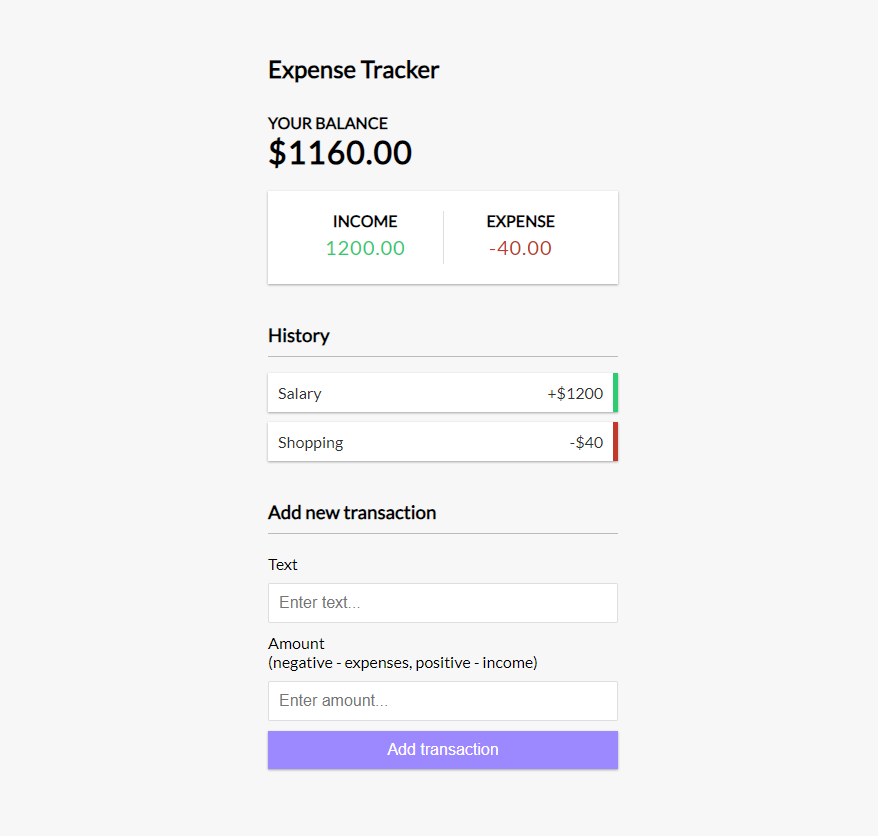 Expense Tracker
YOUR BALANCE
$1160.00
INCOME EXPENSE
1200.00 -40.00
History
Salary +$1200
Shopping -$40
Add new transaction
Text
Enter text...
Amount
(negative - expenses, positive - income)
Enter amount...
Add transaction